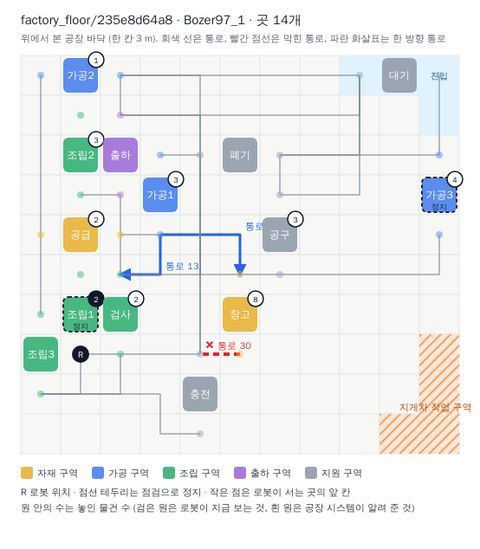 factory_floor/235e8d64a8 · Bozer97_1 · 곳 14개
위에서 본 공장 바닥 (한 칸 3 m). 회색 선은 통로, 빨간 점선은 막힌 통로, 파란 화살표는 한 방향 통로
가공2 1
대기
진입
조립2 3
출하
폐기
가공1 3
가공3 4
정지
공급 2
통로
공구 3
통로 13
조립1 2
정지
검사 2
창고 8
조립3
R
× 통로 30
충전
지게차 작업 구역
자재 구역 가공 구역 조립 구역 출하 구역 지원 구역
R 로봇 위치 · 점선 테두리는 점검으로 정지 · 작은 점은 로봇이 서는 곳의 앞 칸
원 안의 수는 놓인 물건 수 (검은 원은 로봇이 지금 보는 것, 흰 원은 공장 시스템이 알려 준 것)